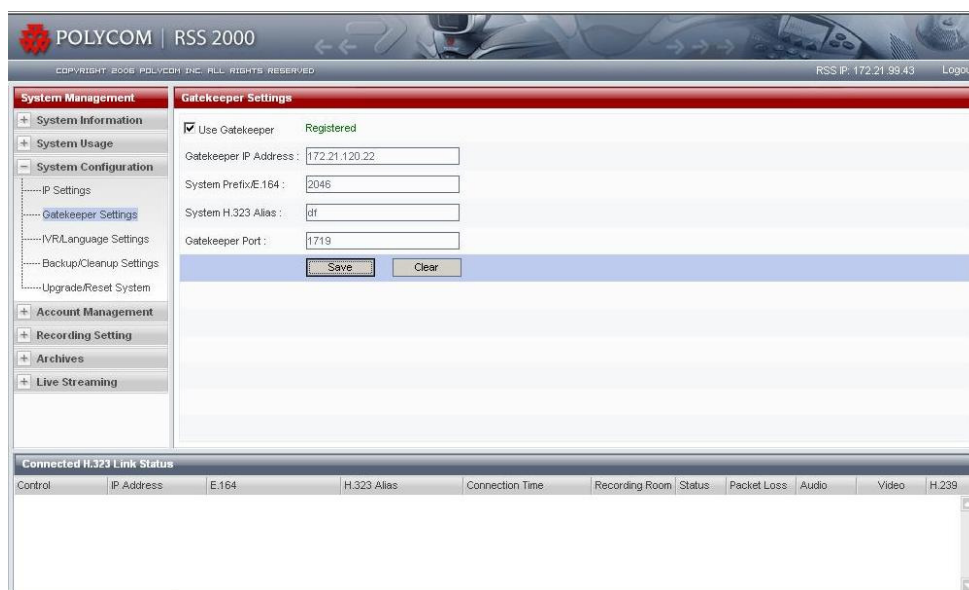 POLYCOM | RSS 2000
COPYRIGHT 2006 POLYCOM INC. ALL RIGHTS RESERVED
RSS IP: 172.21.99.43 Logou
System Management
System Information
System Usage
System Configuration
IP Settings
Gatekeeper Settings
IVR/Language Settings
Backup/Cleanup Settings
Upgrade/Reset System
Account Management
Recording Setting
Archives
Live Streaming
Gatekeeper Settings
Use Gatekeeper Registered
Gatekeeper IP Address : 172.21.120.22
System Prefix/E.164 : 2046
System H.323 Alias : df
Gatekeeper Port : 1719
Save Clear
Connected H.323 Link Status
Control IP Address E.164 H.323 Alias Connection Time Recording Room Status Packet Loss Audio Video H.239